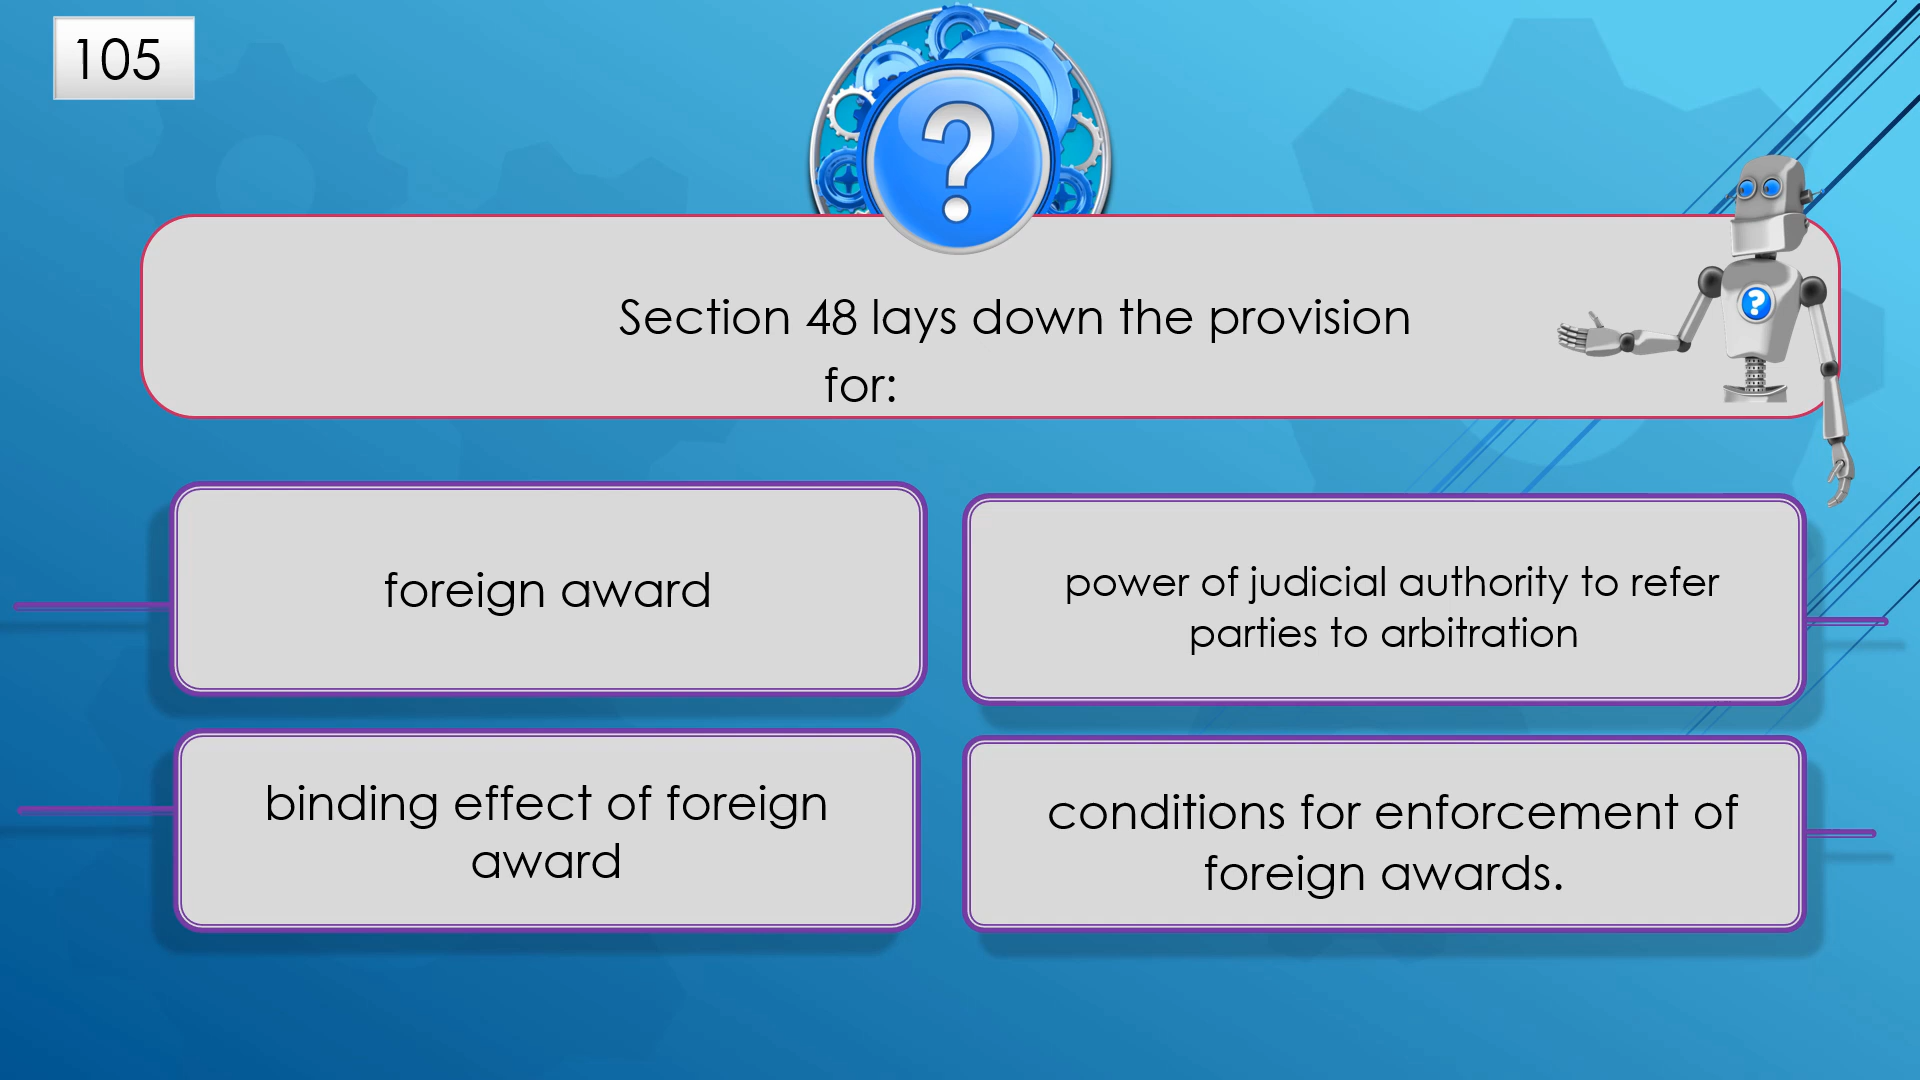 105
?
Section 48 lays down the provision
for:
?
foreign award
power of judicial authority to refer
parties to arbitration
binding effect of foreign
award
conditions for enforcement of
foreign awards.